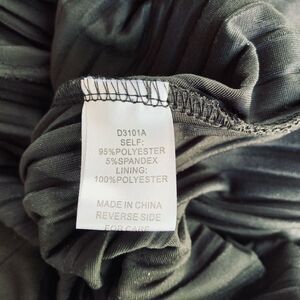 D3101A
SELF:
95%POLYESTER
5%SPANDEX
LINING:
100%POLYESTER
MADE IN CHINA
REVERSE SIDE
FOR CARE